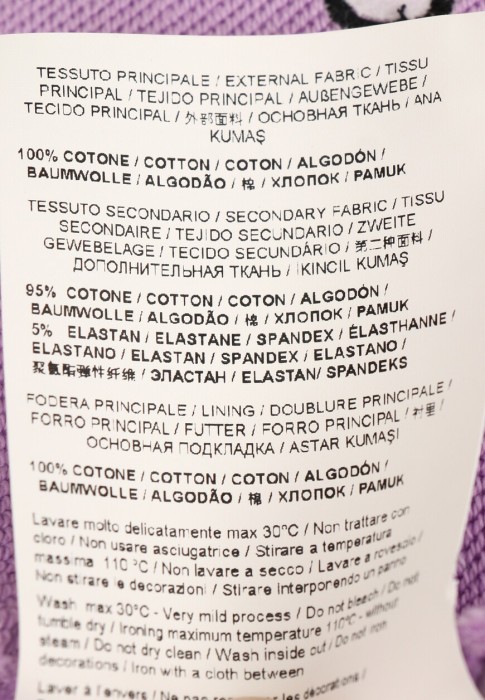 TESSUTO PRINCIPALE / EXTERNAL FABRIC / TISSU
PRINCIPAL / TEJIDO PRINCIPAL / AUßENGEWEBE /
TECIDO PRINCIPAL / 外部面料 / ОСНОВНАЯ ТКАНЬ / ANA
KUMAŞ
100% COTONE / COTTON / COTON / ALGODÓN /
BAUMWOLLE / ALGODÃO / 棉 / ХЛОПОК / PAMUK
TESSUTO SECONDARIO / SECONDARY FABRIC / TISSU
SECONDAIRE / TEJIDO SECUNDARIO / ZWEITE
GEWEBELAGE / TECIDO SECUNDÁRIO / 第二种面料 /
ДОПОЛНИТЕЛЬНАЯ ТКАНЬ / IKINCIL KUMAŞ
95% COTONE / COTTON / COTON / ALGODÓN /
BAUMWOLLE / ALGODÃO / 棉 / ХЛОПОК / PAMUK
5% ELASTAN / ELASTANE / SPANDEX / ÉLASTHANNE /
ELASTANO / ELASTAN / SPANDEX / ELASTANO /
聚氨酯弹性纤维 / ЭЛАСТАН / ELASTAN/ SPANDEKS
FODERA PRINCIPALE / LINING / DOUBLURE PRINCIPALE /
FORRO PRINCIPAL / FUTTER / FORRO PRINCIPAL / 衬里 /
ОСНОВНАЯ ПОДКЛАДКА / ASTAR KUMAŞI
100% COTONE / COTTON / COTON / ALGODÓN /
BAUMWOLLE / ALGODÃO / 棉 / ХЛОПОК / PAMUK
Lavare molto delicatamente max 30°C / Non trattare con
cloro / Non usare asciugatrice / Stirare a temperatura
massima 110 °C / Non lavare a secco / Lavare a rovescio /
Non stirare le decorazioni / Stirare interponendo un panno
Wash max 30°C - Very mild process / Do not bleach / Do not
tumble dry / Ironing maximum temperature 110°C - without
steam / Do not dry clean / Wash inside out / Do not iron
decorations / Iron with a cloth between
Laver à l'envers / Ne pas repasser les décorations /